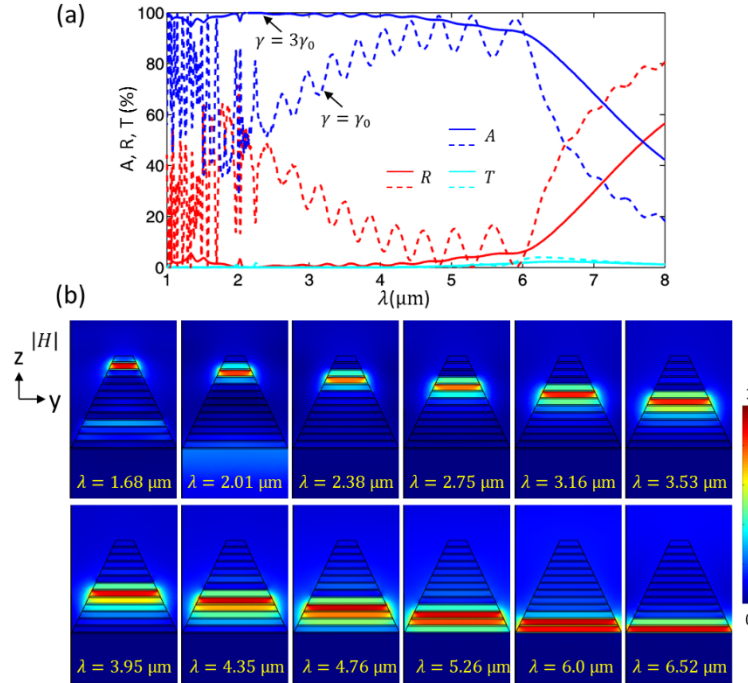 (a)
100
80
60
40
20
0
A, R, T (%)
γ = 3γ₀
γ = γ₀
A
R
T
1 2 3 4 5 6 7 8
λ(μm)
(b)
|H|
z
y
λ = 1.68 μm λ = 2.01 μm λ = 2.38 μm λ = 2.75 μm λ = 3.16 μm λ = 3.53 μm
1
λ = 3.95 μm λ = 4.35 μm λ = 4.76 μm λ = 5.26 μm λ = 6.0 μm λ = 6.52 μm
0